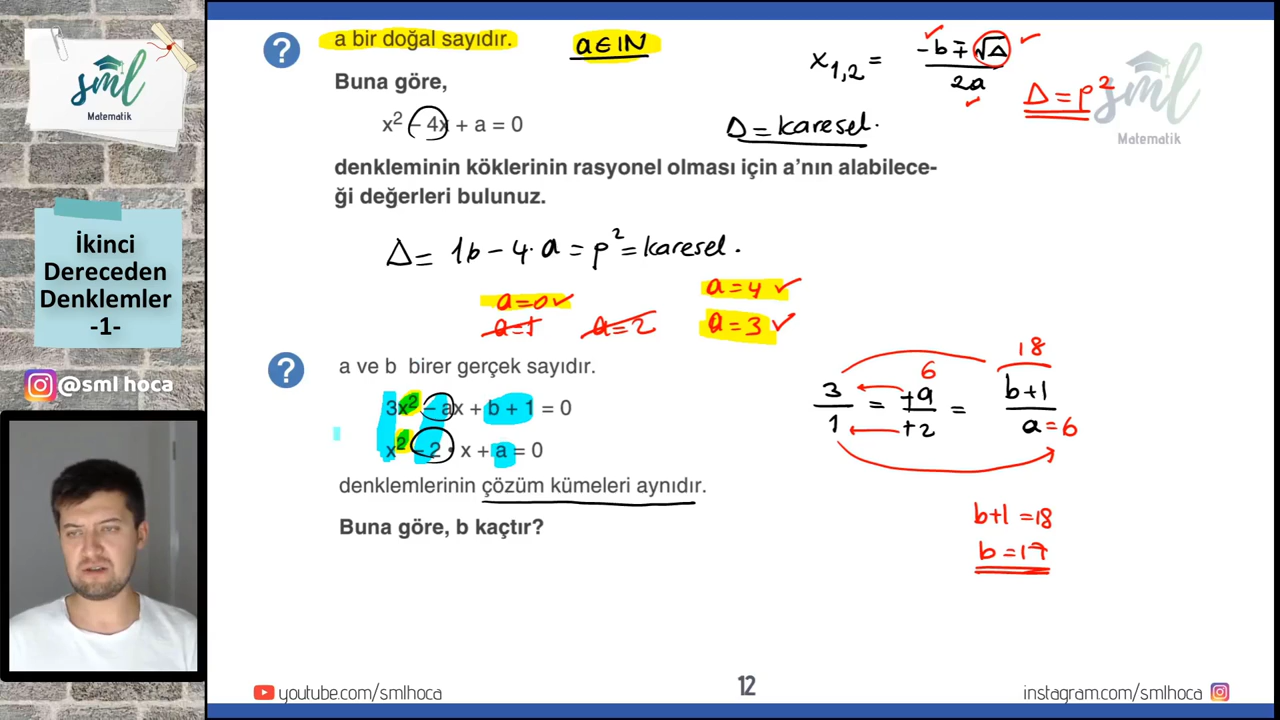 sml
Matematik
İkinci
Dereceden
Denklemler
-1-
@sml hoca
? a bir doğal sayıdır. a ∈ IN
Buna göre,
x² - 4x + a = 0
x₁,₂ = -b ∓ √Δ / 2a
Δ = p²
Δ = karesel.
sml
Matematik
denkleminin köklerinin rasyonel olması için a'nın alabilece-
ği değerleri bulunuz.
Δ = 16 - 4·a = p² = karesel.
a=0 ✓ a=4 ✓
a=1 a=2 a=3 ✓
? a ve b birer gerçek sayıdır.
3x² - ax + b + 1 = 0
x² - 2 • x + a = 0
denklemlerinin çözüm kümeleri aynıdır.
Buna göre, b kaçtır?
6 18
3/1 = +a/+2 = b+1/a = 6
b+1 = 18
b = 17
youtube.com/smlhoca
12
instagram.com/smlhoca